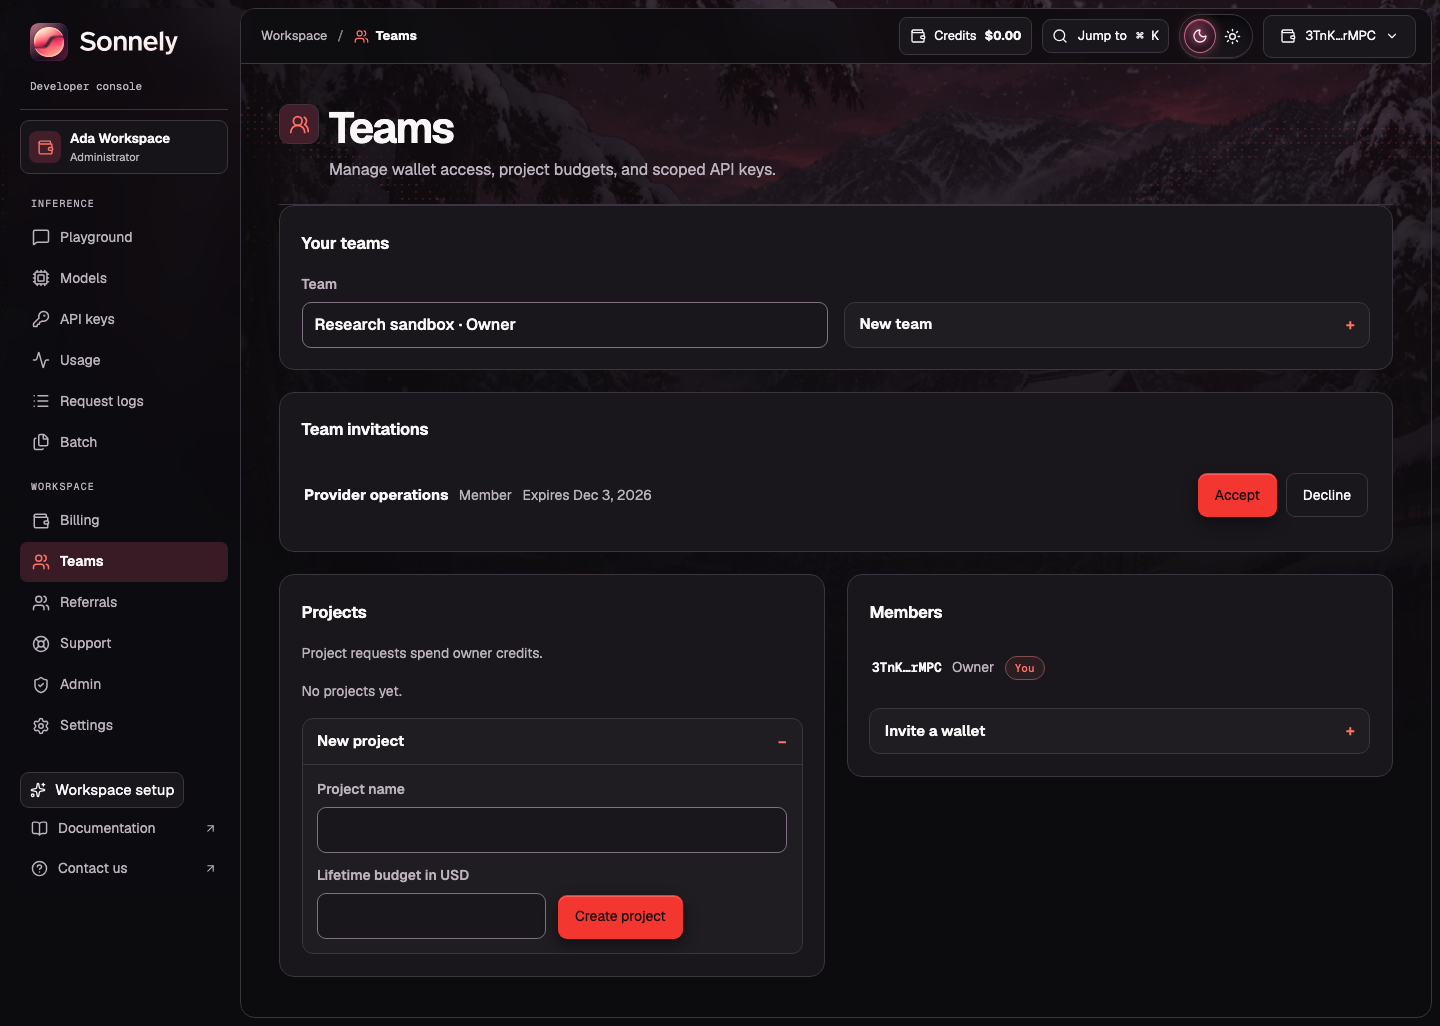 Sonnely
Developer console
Ada Workspace
Administrator
INFERENCE
Playground
Models
API keys
Usage
Request logs
Batch
WORKSPACE
Billing
Teams
Referrals
Support
Admin
Settings
Workspace setup
Documentation
Contact us
Workspace / Teams
Credits $0.00
Jump to ⌘ K
3TnK…rMPC
Teams
Manage wallet access, project budgets, and scoped API keys.
Your teams
Team
Research sandbox · Owner
New team +
Team invitations
Provider operations Member Expires Dec 3, 2026
Accept
Decline
Projects
Project requests spend owner credits.
No projects yet.
New project −
Project name
Lifetime budget in USD
Create project
Members
3TnK…rMPC Owner You
Invite a wallet +